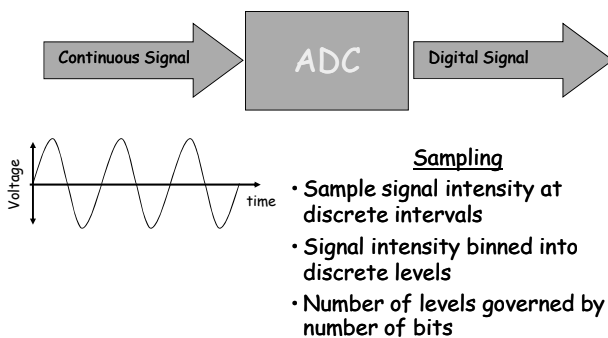 Continuous Signal
ADC
Digital Signal
Voltage
time
Sampling
• Sample signal intensity at
discrete intervals
• Signal intensity binned into
discrete levels
• Number of levels governed by
number of bits